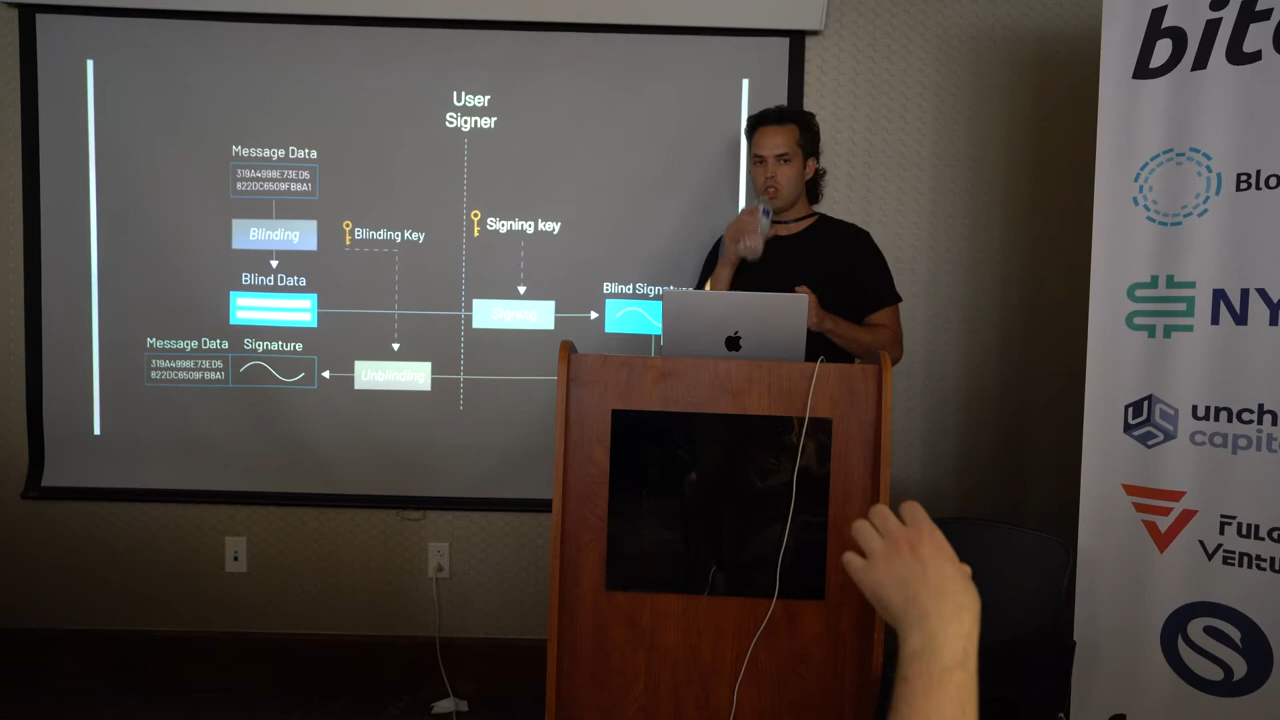 User
Signer
Message Data
319A4998E73ED5
822DC6509FB8A1
Blinding
Blinding Key
Signing key
Blind Data
Signing
Blind Signature
Message Data
Signature
319A4998E73ED5
822DC6509FB8A1
Unblinding
bit
Blo
NY
unch
capit
FULG
VENTU